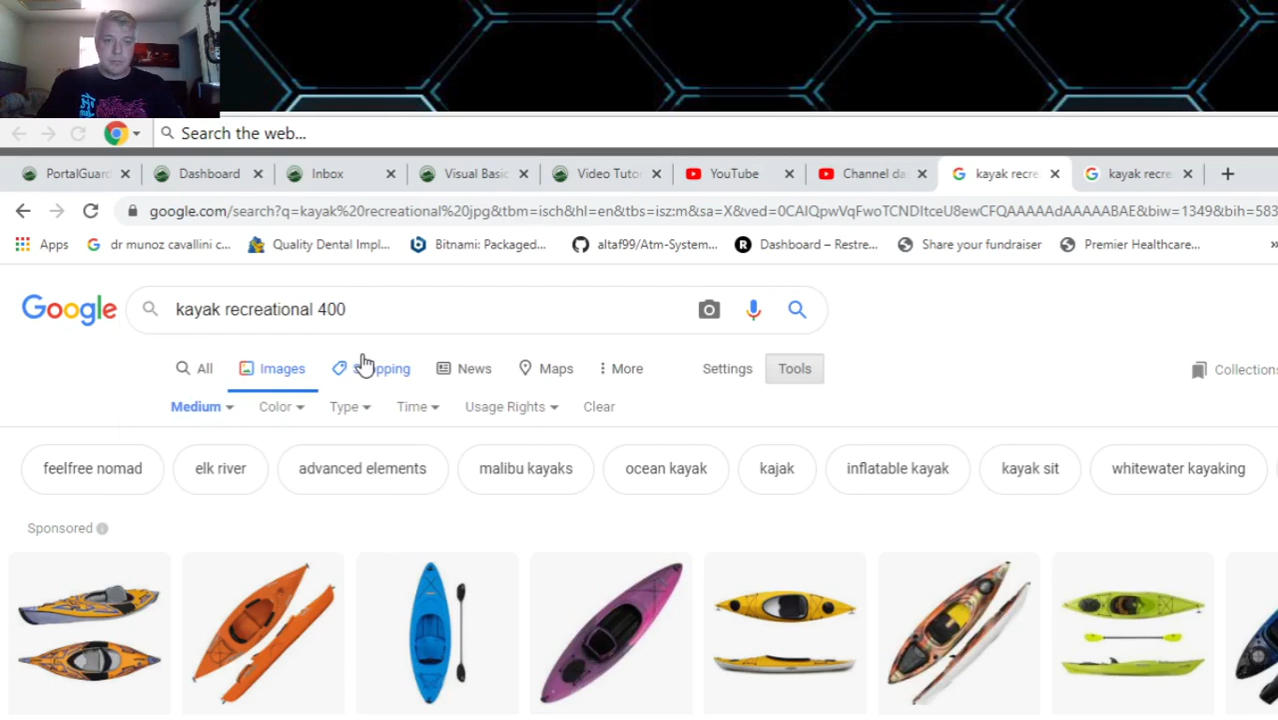 Search the web...
PortalGuar Dashboard Inbox Visual Basic Video Tuto YouTube Channel da kayak recre kayak recre
google.com/search?q=kayak%20recreational%20jpg&tbm=isch&hl=en&tbs=isz:m&sa=X&ved=0CAIQpwVqFwoTCNDItceU8ewCFQAAAAAdAAAAABAE&biw=1349&bih=583
Apps dr munoz cavallini c... Quality Dental Impl... Bitnami: Packaged... altaf99/Atm-System... Dashboard – Restre... Share your fundraiser Premier Healthcare... »
Google kayak recreational 400
All Images Shopping News Maps More Settings Tools Collections
Medium Color Type Time Usage Rights Clear
feelfree nomad elk river advanced elements malibu kayaks ocean kayak kajak inflatable kayak kayak sit whitewater kayaking
Sponsored